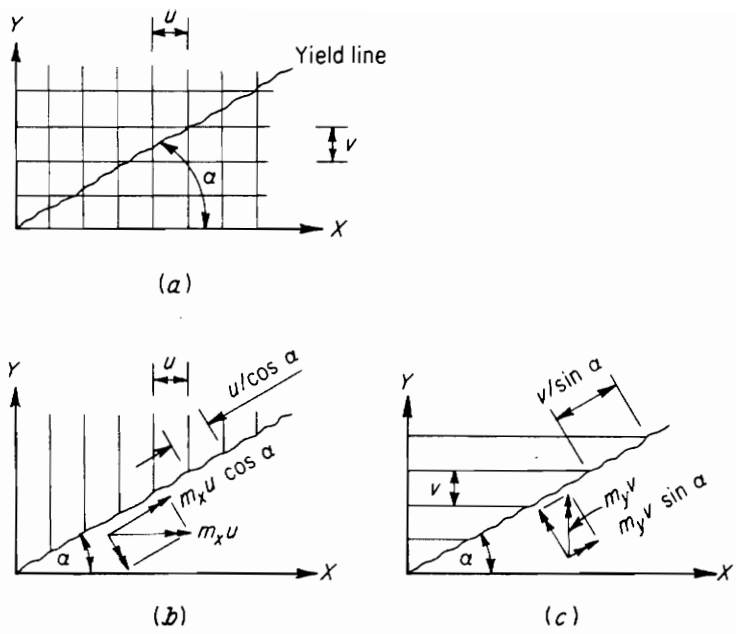 Y
u
Yield line
v
α
X
(a)
Y
u
u/cos α
m_x u cos α
m_x u
α
X
(b)
Y
v/sin α
v
m_y v
m_y v sin α
α
X
(c)